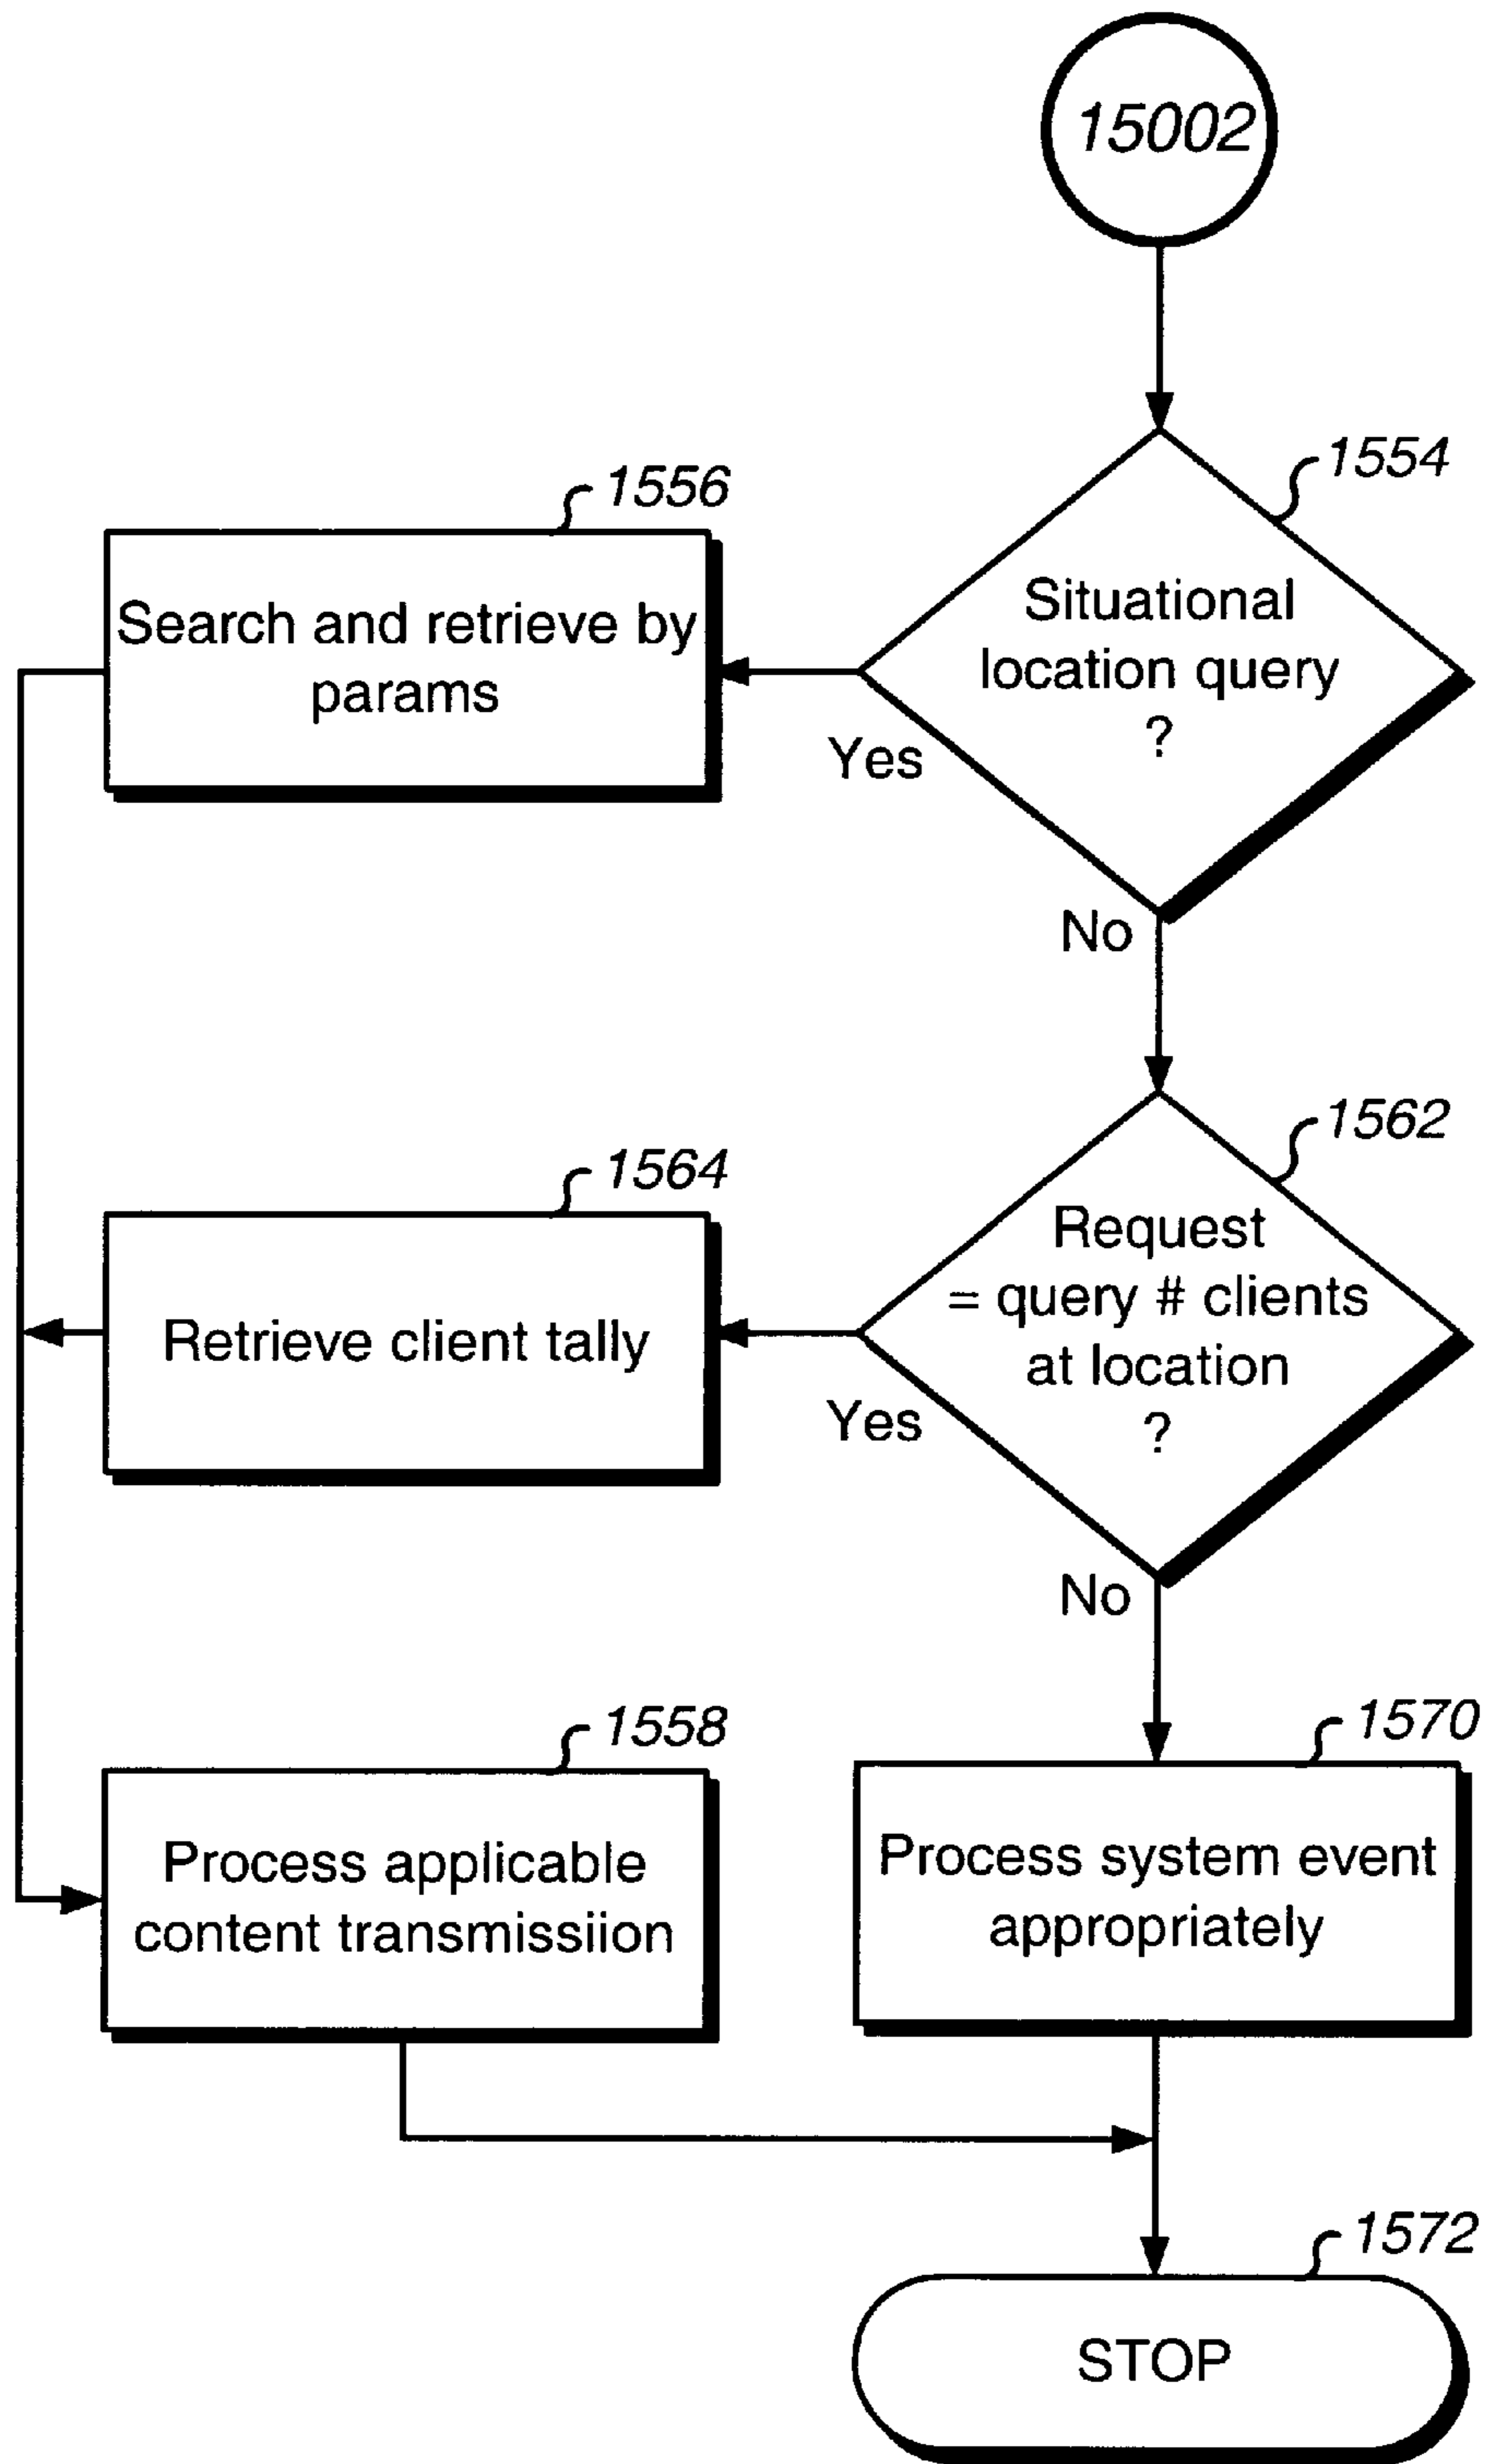 15002
1554
Situational
location query
?
Yes
No
1556
Search and retrieve by
params
1562
Request
= query # clients
at location
?
Yes
No
1564
Retrieve client tally
1558
Process applicable
content transmissiion
1570
Process system event
appropriately
1572
STOP